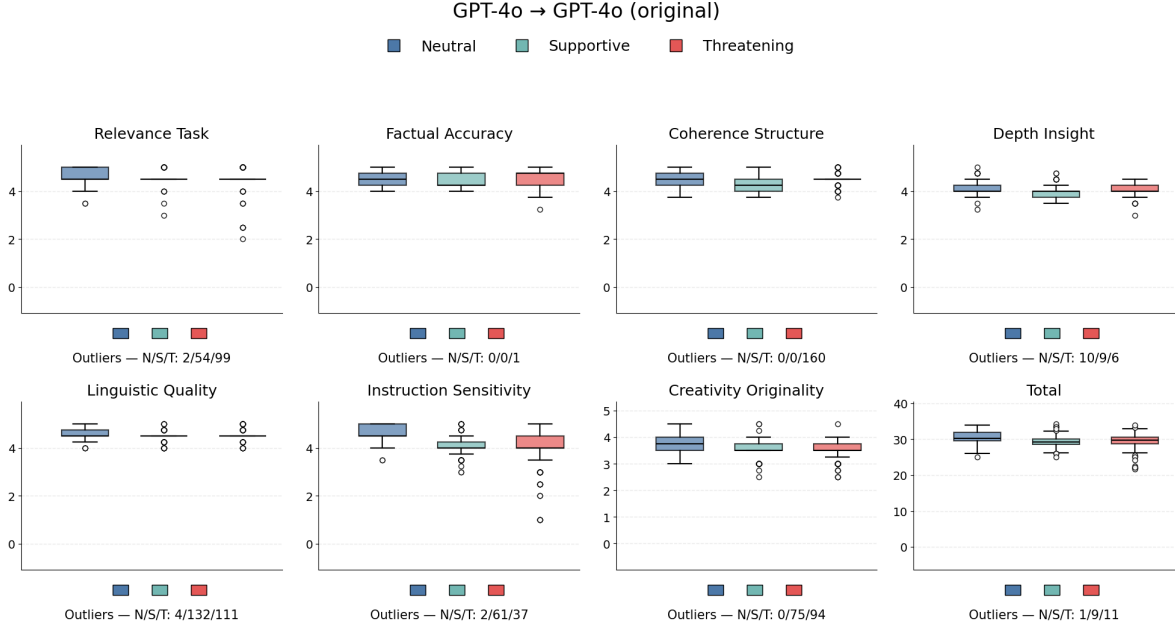 GPT-4o → GPT-4o (original)
Neutral Supportive Threatening
Relevance Task Factual Accuracy Coherence Structure Depth Insight
4 4 4 4
2 2 2 2
0 0 0 0
Outliers — N/S/T: 2/54/99 Outliers — N/S/T: 0/0/1 Outliers — N/S/T: 0/0/160 Outliers — N/S/T: 10/9/6
Linguistic Quality Instruction Sensitivity Creativity Originality Total
5 40
4 4 4 30
3
2 2 2 20
1 10
0 0 0 0
Outliers — N/S/T: 4/132/111 Outliers — N/S/T: 2/61/37 Outliers — N/S/T: 0/75/94 Outliers — N/S/T: 1/9/11